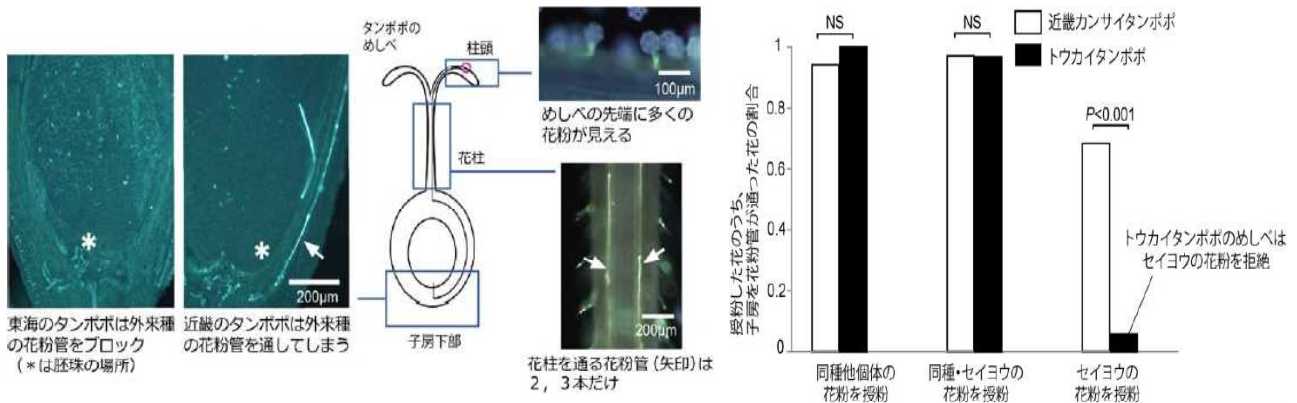 タンポポの
めしべ
柱頭
100μm
めしべの先端に多くの
花粉が見える
花柱
*
*
200μm
200μm
東海のタンポポは外来種
の花粉管をブロック
(*は胚珠の場所)
近畿のタンポポは外来種
の花粉管を通してしまう
子房下部
花柱を通る花粉管(矢印)は
2,3本だけ
授粉した花のうち、
子房を花粉管が通った花の割合
1
0.8
0.6
0.4
0.2
0
NS
NS
P<0.001
近畿カンサイタンポポ
トウカイタンポポ
トウカイタンポポのめしべは
セイヨウの花粉を拒絶
同種他個体の
花粉を授粉
同種・セイヨウの
花粉を授粉
セイヨウの
花粉を授粉